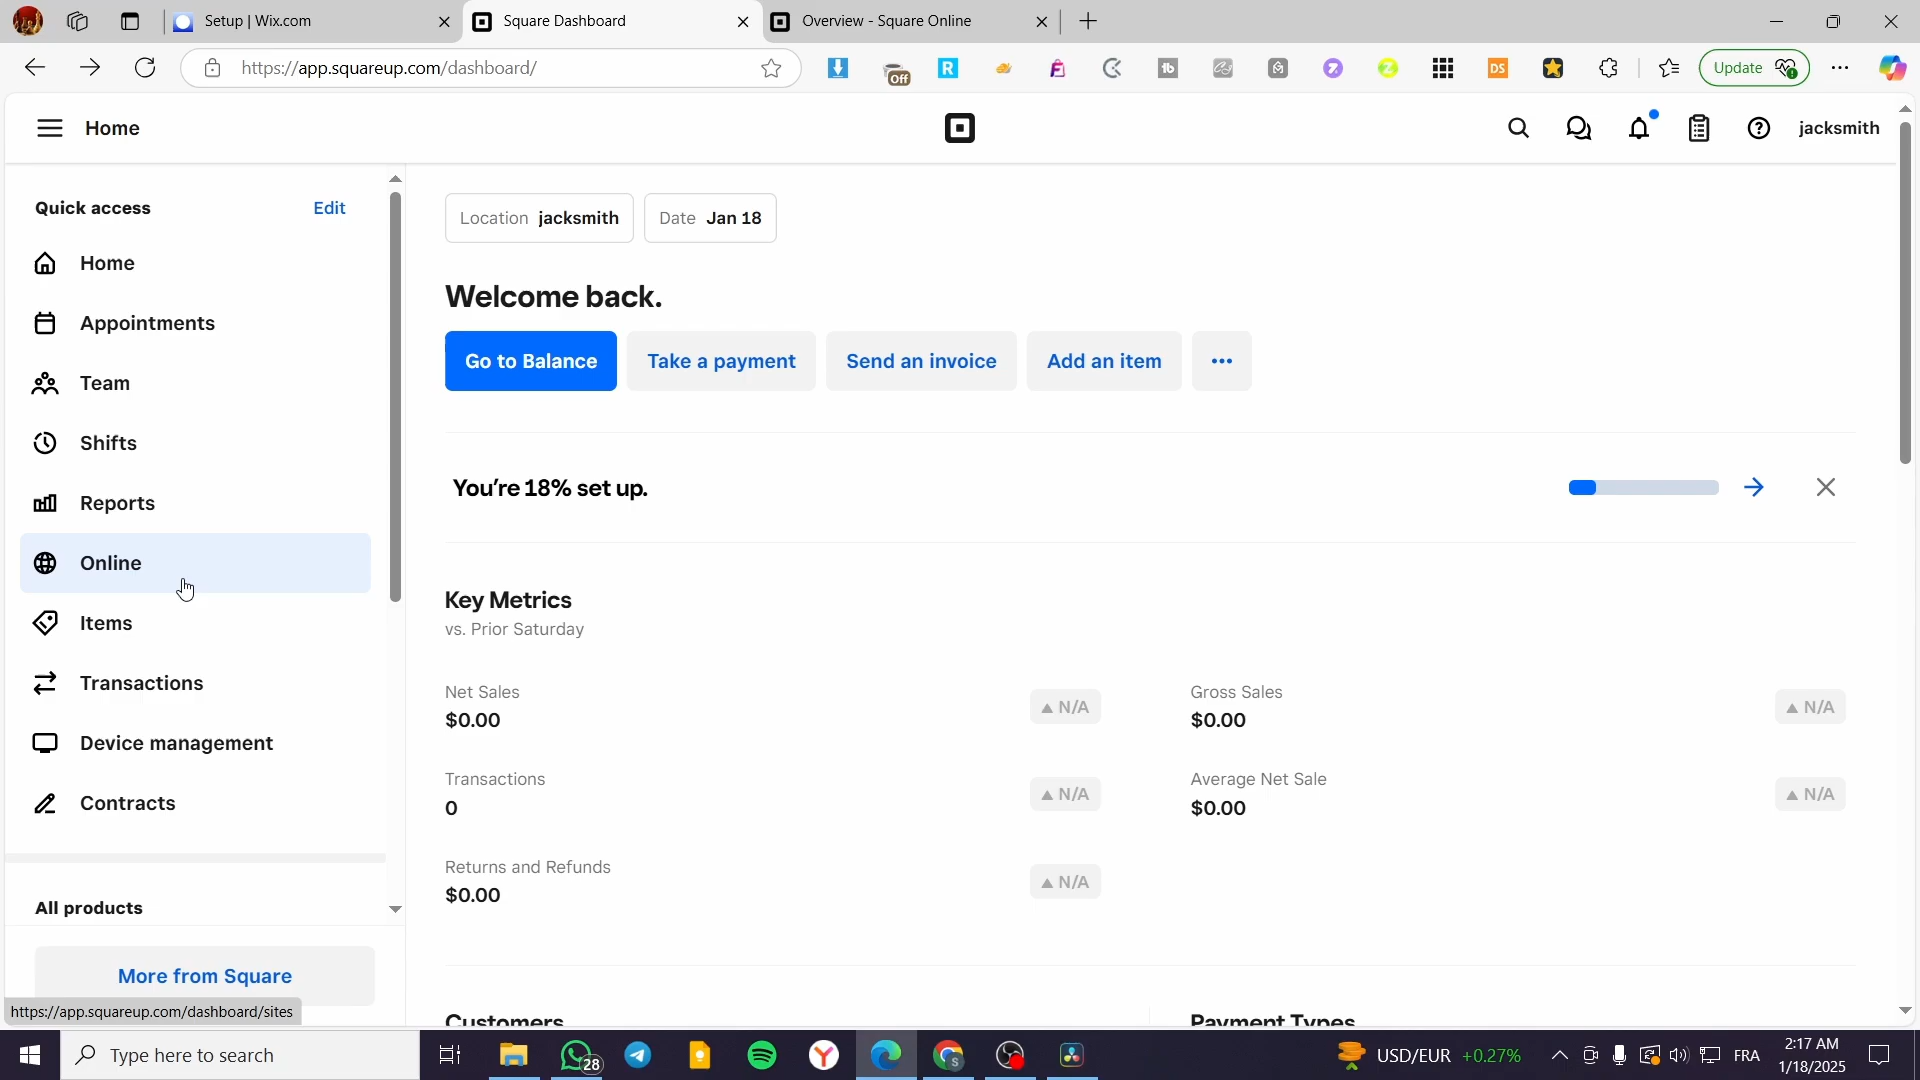 Setup | Wix.com
Square Dashboard
Overview - Square Online
https://app.squareup.com/dashboard/
Off
R
tb
DS
Update
Home
jacksmith
Quick access
Edit
Home
Appointments
Team
Shifts
Reports
Online
Items
Transactions
Device management
Contracts
All products
More from Square
https://app.squareup.com/dashboard/sites
Location jacksmith
Date Jan 18
Welcome back.
Go to Balance
Take a payment
Send an invoice
Add an item
You're 18% set up.
Key Metrics
vs. Prior Saturday
Net Sales
$0.00
N/A
Gross Sales
$0.00
N/A
Transactions
0
N/A
Average Net Sale
$0.00
N/A
Returns and Refunds
$0.00
N/A
Customers
Payment Types
Type here to search
28
USD/EUR +0.27%
FRA
2:17 AM
1/18/2025